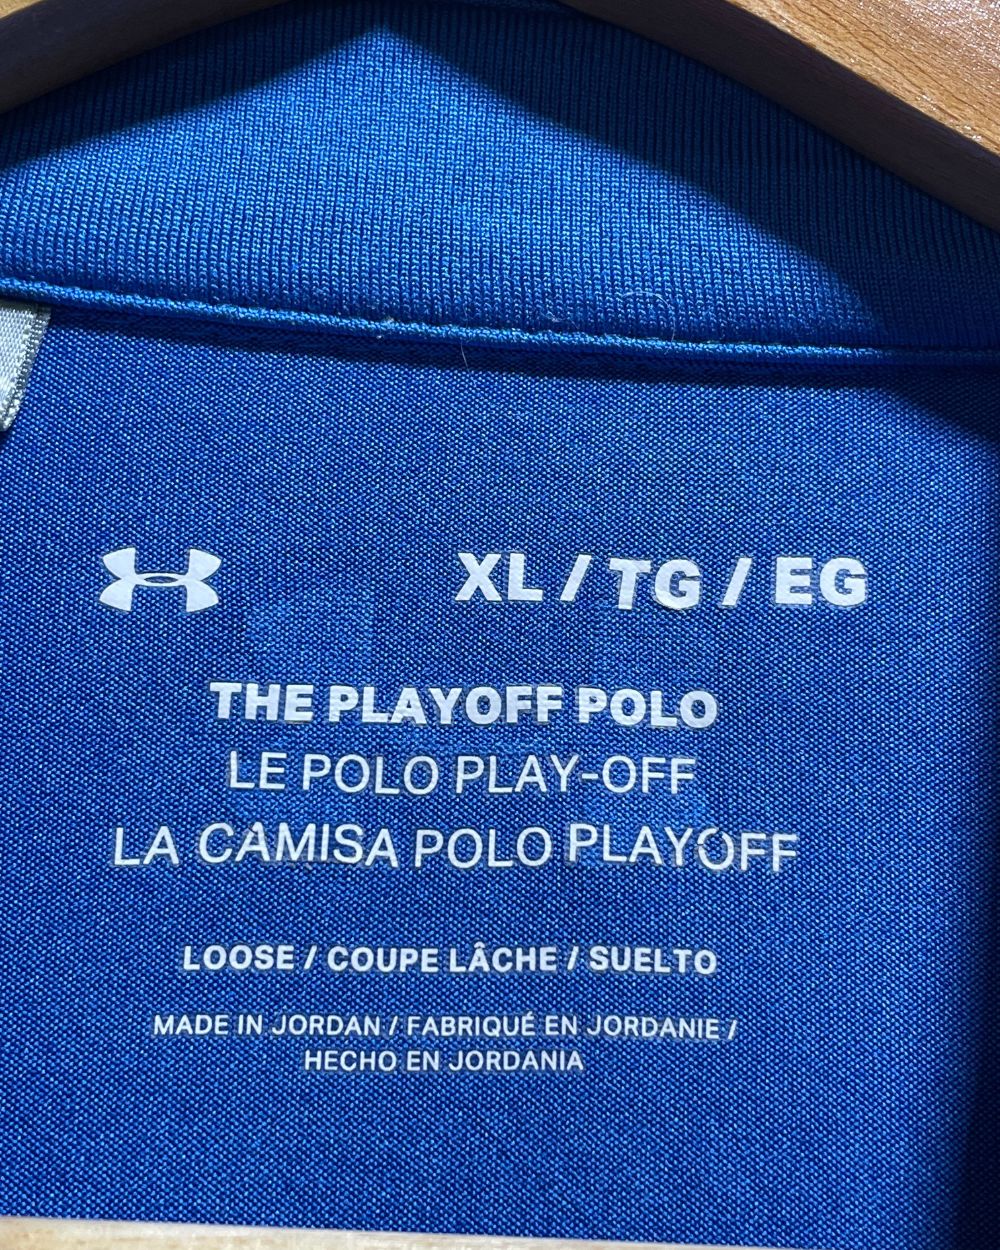 XL / TG / EG
THE PLAYOFF POLO
LE POLO PLAY-OFF
LA CAMISA POLO PLAYOFF
LOOSE / COUPE LÂCHE / SUELTO
MADE IN JORDAN / FABRIQUÉ EN JORDANIE /
HECHO EN JORDANIA